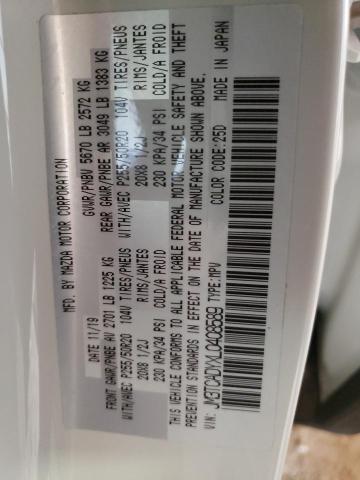 MFD. BY MAZDA MOTOR CORPORATION
DATE 11/19 GVWR/PNBV 5670 LB 2572 KG
FRONT GAWR/PNBE AV 2701 LB 1225 KG REAR GAWR/PNBE AR 3049 LB 1383 KG
WITH/AVEC P255/50R20 104V TIRES/PNEUS WITH/AVEC P255/50R20 104V TIRES/PNEUS
20X8 1/2J RIMS/JANTES 20X8 1/2J RIMS/JANTES
230 KPA/34 PSI COLD/A FROID 230 KPA/34 PSI COLD/A FROID
THIS VEHICLE CONFORMS TO ALL APPLICABLE FEDERAL MOTOR VEHICLE SAFETY AND THEFT
PREVENTION STANDARDS IN EFFECT ON THE DATE OF MANUFACTURE SHOWN ABOVE.
JM3TCADYXL0408589 TYPE:MPV COLOR CODE:25D MADE IN JAPAN